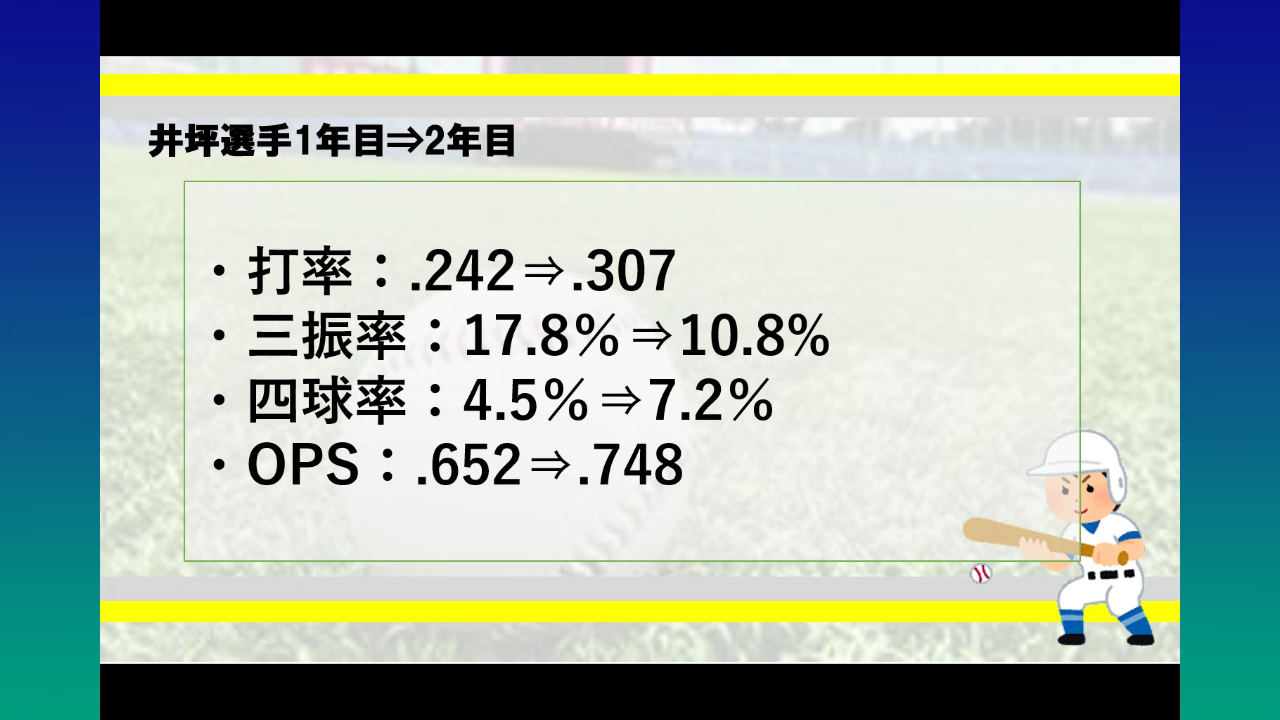 井坪選手1年目⇒2年目
・打率：.242⇒.307
・三振率：17.8％⇒10.8%
・四球率：4.5％⇒7.2％
・OPS：.652⇒.748